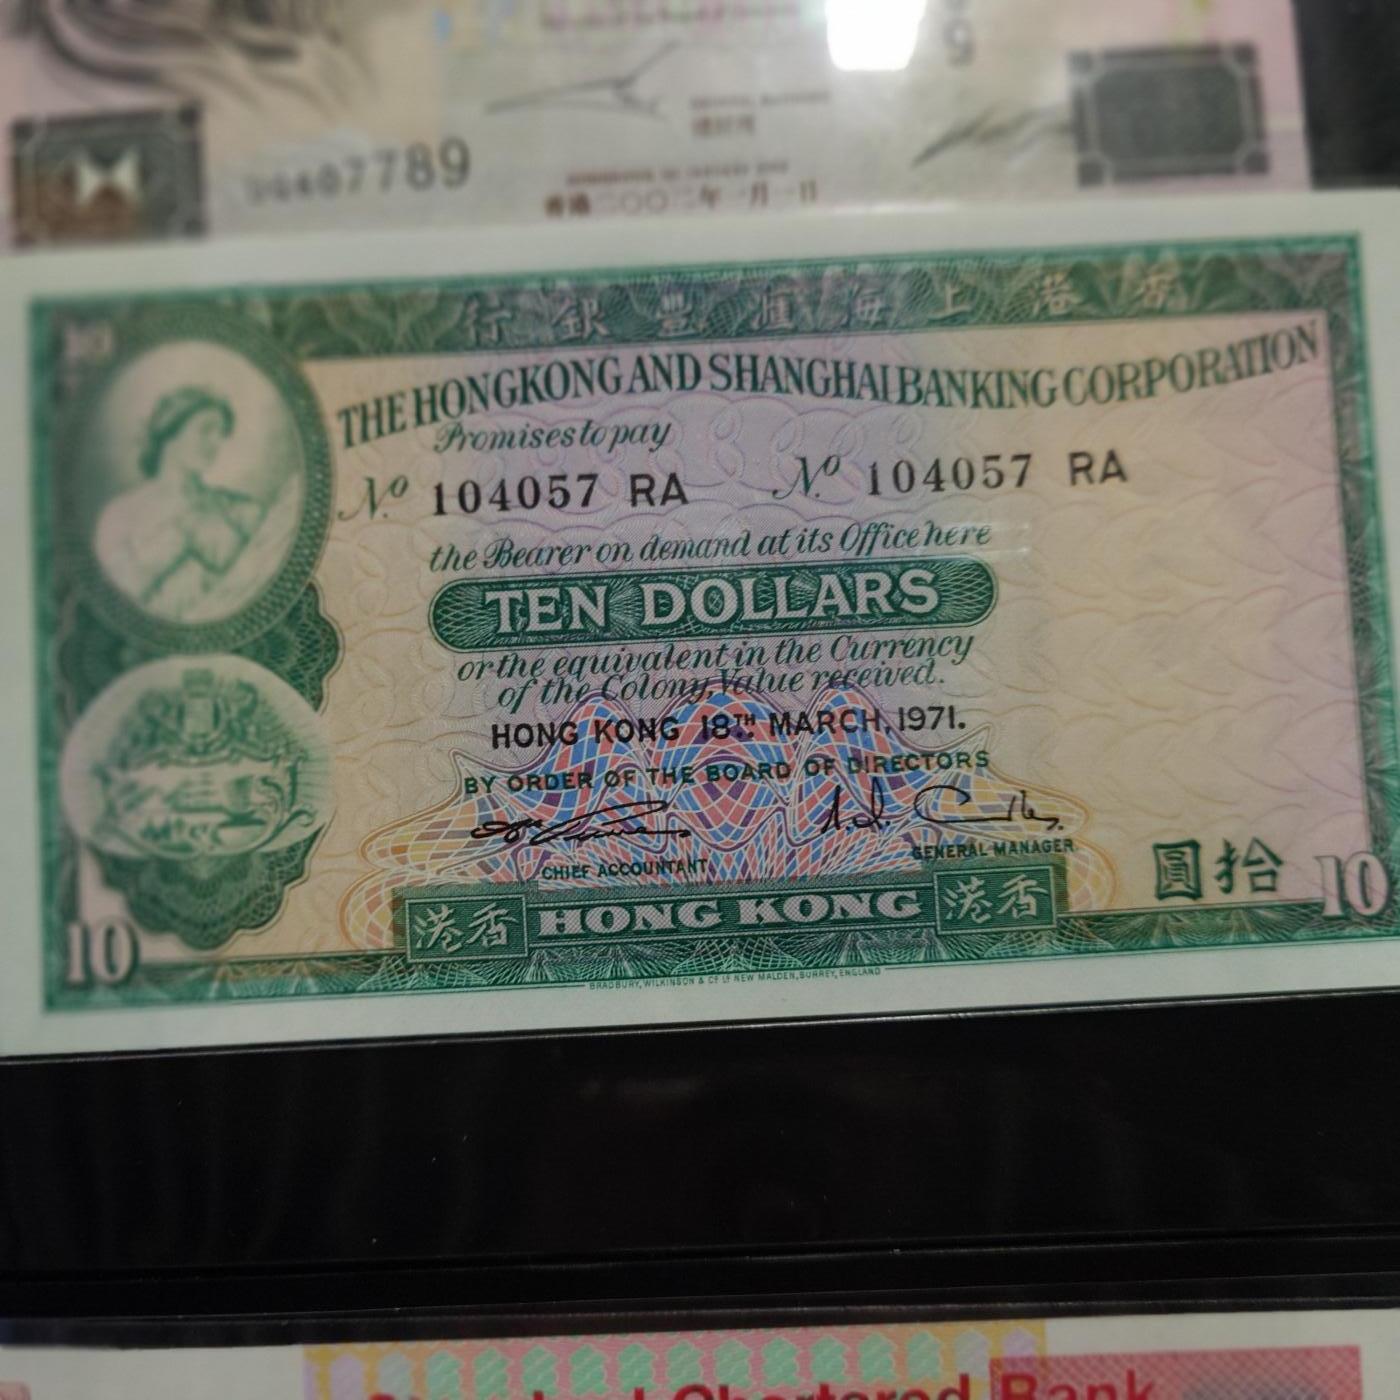 7789
行銀豐滙海上港香
THE HONGKONG AND SHANGHAI BANKING CORPORATION
Promises to pay
Nº 104057 RA Nº 104057 RA
the Bearer on demand at its Office here
TEN DOLLARS
or the equivalent in the Currency
of the Colony, Value received.
HONG KONG 18TH MARCH, 1971.
BY ORDER OF THE BOARD OF DIRECTORS
CHIEF ACCOUNTANT
GENERAL MANAGER
圓拾
10
港香 HONG KONG 港香
10
BRADBURY, WILKINSON & Cº Lᵈ NEW MALDEN, SURREY, ENGLAND
Chartered Bank